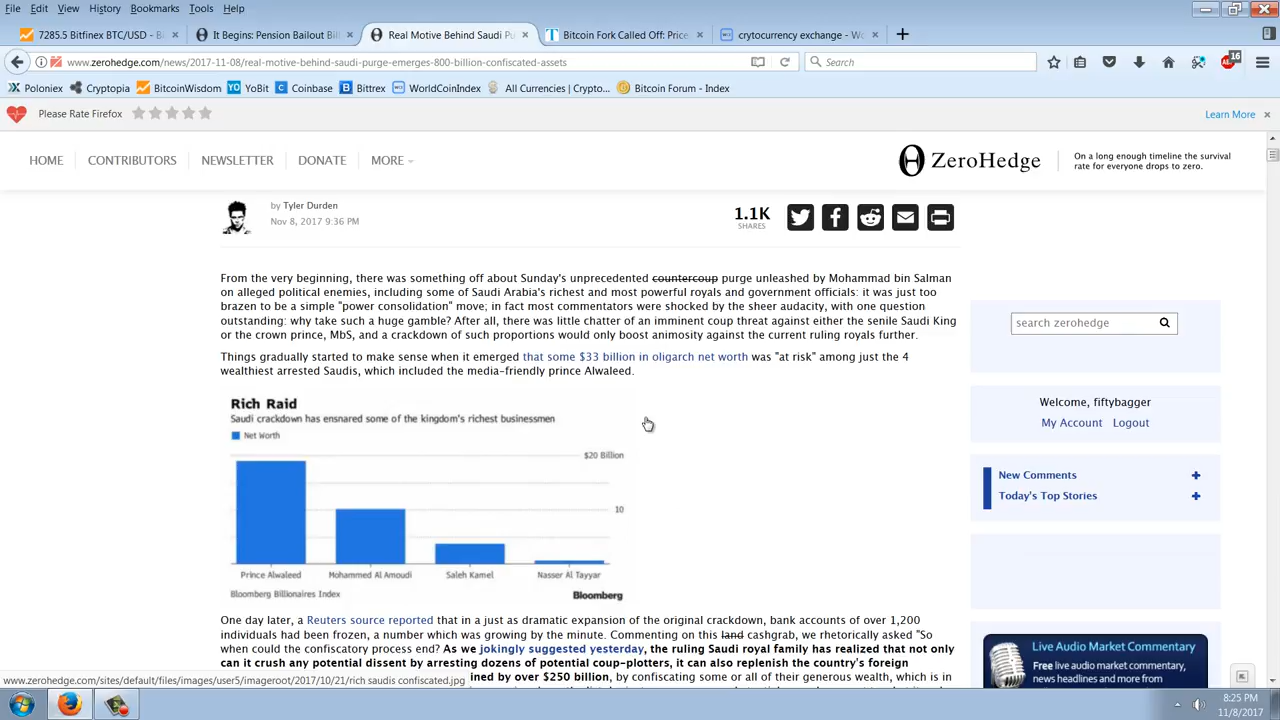 File Edit View History Bookmarks Tools Help
7285.5 Bitfinex BTC/USD - B
It Begins: Pension Bailout Bill
Real Motive Behind Saudi Pu
Bitcoin Fork Called Off: Price
crytocurrency exchange - Wo
www.zerohedge.com/news/2017-11-08/real-motive-behind-saudi-purge-emerges-800-billion-confiscated-assets
Search
16
Poloniex Cryptopia BitcoinWisdom YoBit Coinbase Bittrex WorldCoinIndex All Currencies | Crypto... Bitcoin Forum - Index
Please Rate Firefox
Learn More
HOME CONTRIBUTORS NEWSLETTER DONATE MORE
ZeroHedge
On a long enough timeline the survival
rate for everyone drops to zero.
by Tyler Durden
Nov 8, 2017 9:36 PM
1.1K
SHARES
From the very beginning, there was something off about Sunday's unprecedented countercoup purge unleashed by Mohammad bin Salman
on alleged political enemies, including some of Saudi Arabia's richest and most powerful royals and government officials: it was just too
brazen to be a simple "power consolidation" move; in fact most commentators were shocked by the sheer audacity, with one question
outstanding: why take such a huge gamble? After all, there was little chatter of an imminent coup threat against either the senile Saudi King
or the crown prince, MbS, and a crackdown of such proportions would only boost animosity against the current ruling royals further.
Things gradually started to make sense when it emerged that some $33 billion in oligarch net worth was "at risk" among just the 4
wealthiest arrested Saudis, which included the media-friendly prince Alwaleed.
Rich Raid
Saudi crackdown has ensnared some of the kingdom's richest businessmen
Net Worth
$20 Billion
10
Prince Alwaleed Mohammed Al Amoudi Saleh Kamel Nasser Al Tayyar
Bloomberg Billionaires Index
Bloomberg
One day later, a Reuters source reported that in a just as dramatic expansion of the original crackdown, bank accounts of over 1,200
individuals had been frozen, a number which was growing by the minute. Commenting on this land cashgrab, we rhetorically asked "So
when could the confiscatory process end? As we jokingly suggested yesterday, the ruling Saudi royal family has realized that not only
can it crush any potential dissent by arresting dozens of potential coup-plotters, it can also replenish the country's foreign
ined by over $250 billion, by confiscating some or all of their generous wealth, which is in
search zerohedge
Welcome, fiftybagger
My Account Logout
New Comments
Today's Top Stories
Live Audio Market Commentary
Free live audio market commentary,
news headlines and more from
www.zerohedge.com/sites/default/files/images/user5/imageroot/2017/10/21/rich saudis confiszated.jpg
8:25 PM
11/8/2017